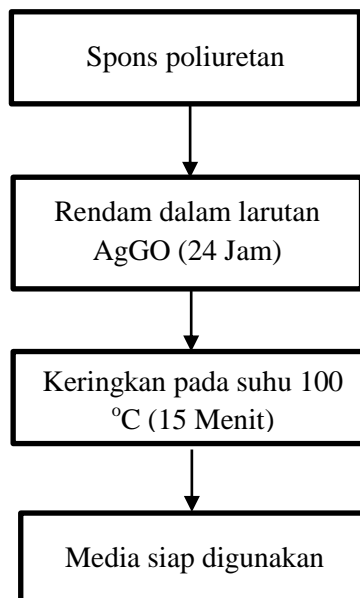 Spons poliuretan
Rendam dalam larutan
AgGO (24 Jam)
Keringkan pada suhu 100
°C (15 Menit)
Media siap digunakan